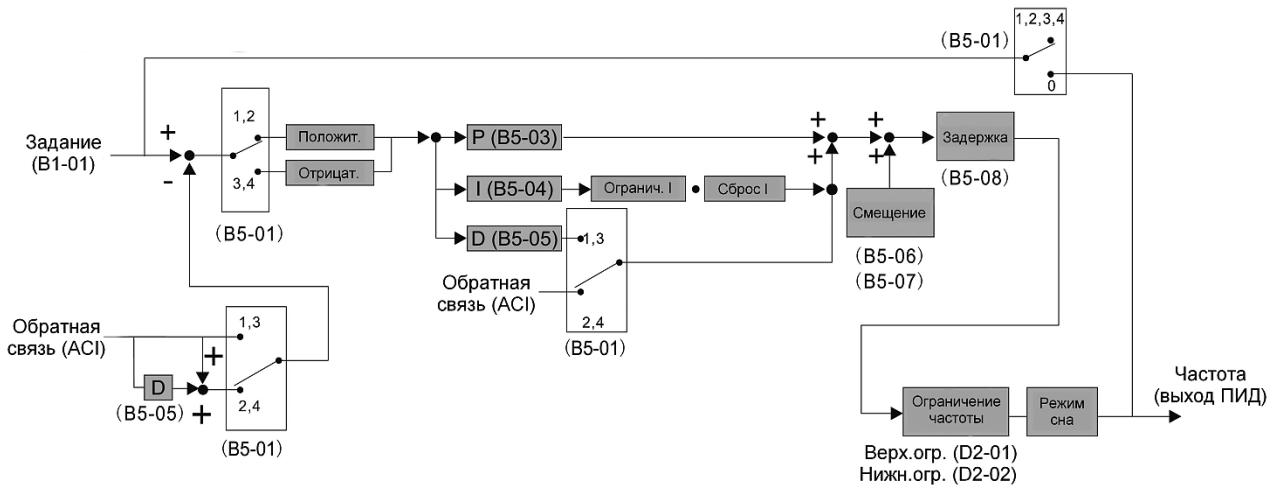 1,2,3,4
(B5-01)
0
Задание
(B1-01)
+
-
1,2
3,4
(B5-01)
Положит.
Отрицат.
P (B5-03)
I (B5-04)
D (B5-05)
Огранич. I
Сброс I
1,3
2,4
(B5-01)
Обратная
связь (ACI)
+
+
+
+
Смещение
(B5-06)
(B5-07)
Задержка
(B5-08)
Обратная
связь (ACI)
D
(B5-05)
+
+
1,3
2,4
(B5-01)
Ограничение
частоты
Верх.огр. (D2-01)
Нижн.огр. (D2-02)
Режим
сна
Частота
(выход ПИД)